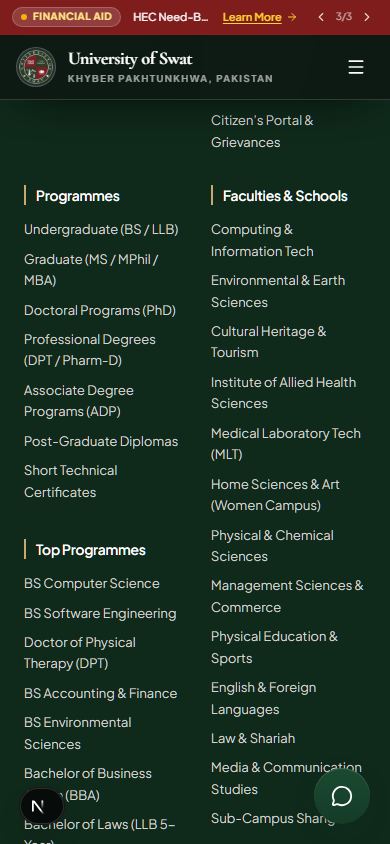 FINANCIAL AID HEC Need-B... Learn More → 3/3
University of Swat
KHYBER PAKHTUNKHWA, PAKISTAN
Citizen's Portal &
Grievances
Programmes
Undergraduate (BS / LLB)
Graduate (MS / MPhil /
MBA)
Doctoral Programs (PhD)
Professional Degrees
(DPT / Pharm-D)
Associate Degree
Programs (ADP)
Post-Graduate Diplomas
Short Technical
Certificates
Top Programmes
BS Computer Science
BS Software Engineering
Doctor of Physical
Therapy (DPT)
BS Accounting & Finance
BS Environmental
Sciences
Bachelor of Business
(BBA)
Bachelor of Laws (LLB 5–
Year)
N
Faculties & Schools
Computing &
Information Tech
Environmental & Earth
Sciences
Cultural Heritage &
Tourism
Institute of Allied Health
Sciences
Medical Laboratory Tech
(MLT)
Home Sciences & Art
(Women Campus)
Physical & Chemical
Sciences
Management Sciences &
Commerce
Physical Education &
Sports
English & Foreign
Languages
Law & Shariah
Media & Communication
Studies
Sub-Campus Shang